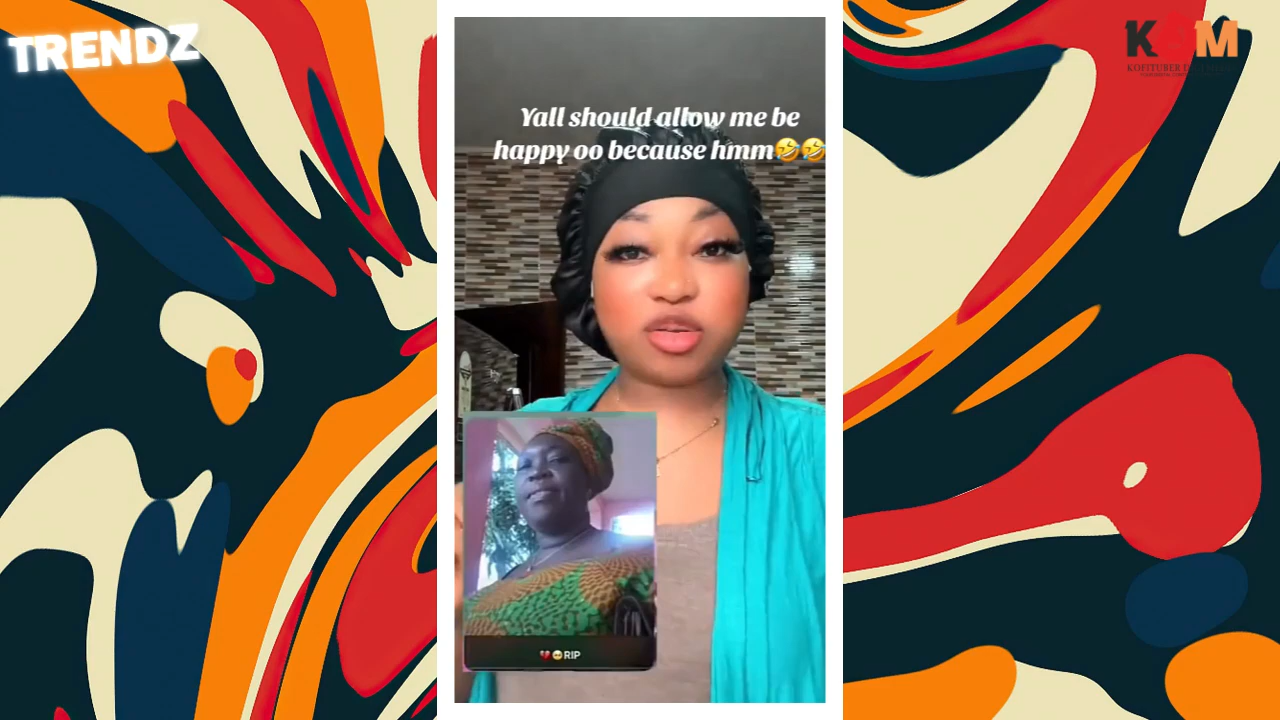 TRENDZ
K M
Yall should allow me be
happy oo because hmm🤣🤣
💔🥺RIP